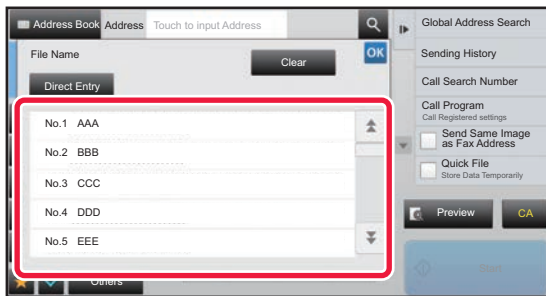 Address Book Address Touch to input Address
Global Address Search
File Name
Clear
OK
Sending History
Direct Entry
Call Search Number
Call Program
Call Registered settings
No.1 AAA
Send Same Image
as Fax Address
No.2 BBB
Quick File
Store Data Temporarily
No.3 CCC
No.4 DDD
Preview
CA
No.5 EEE
Others
Start